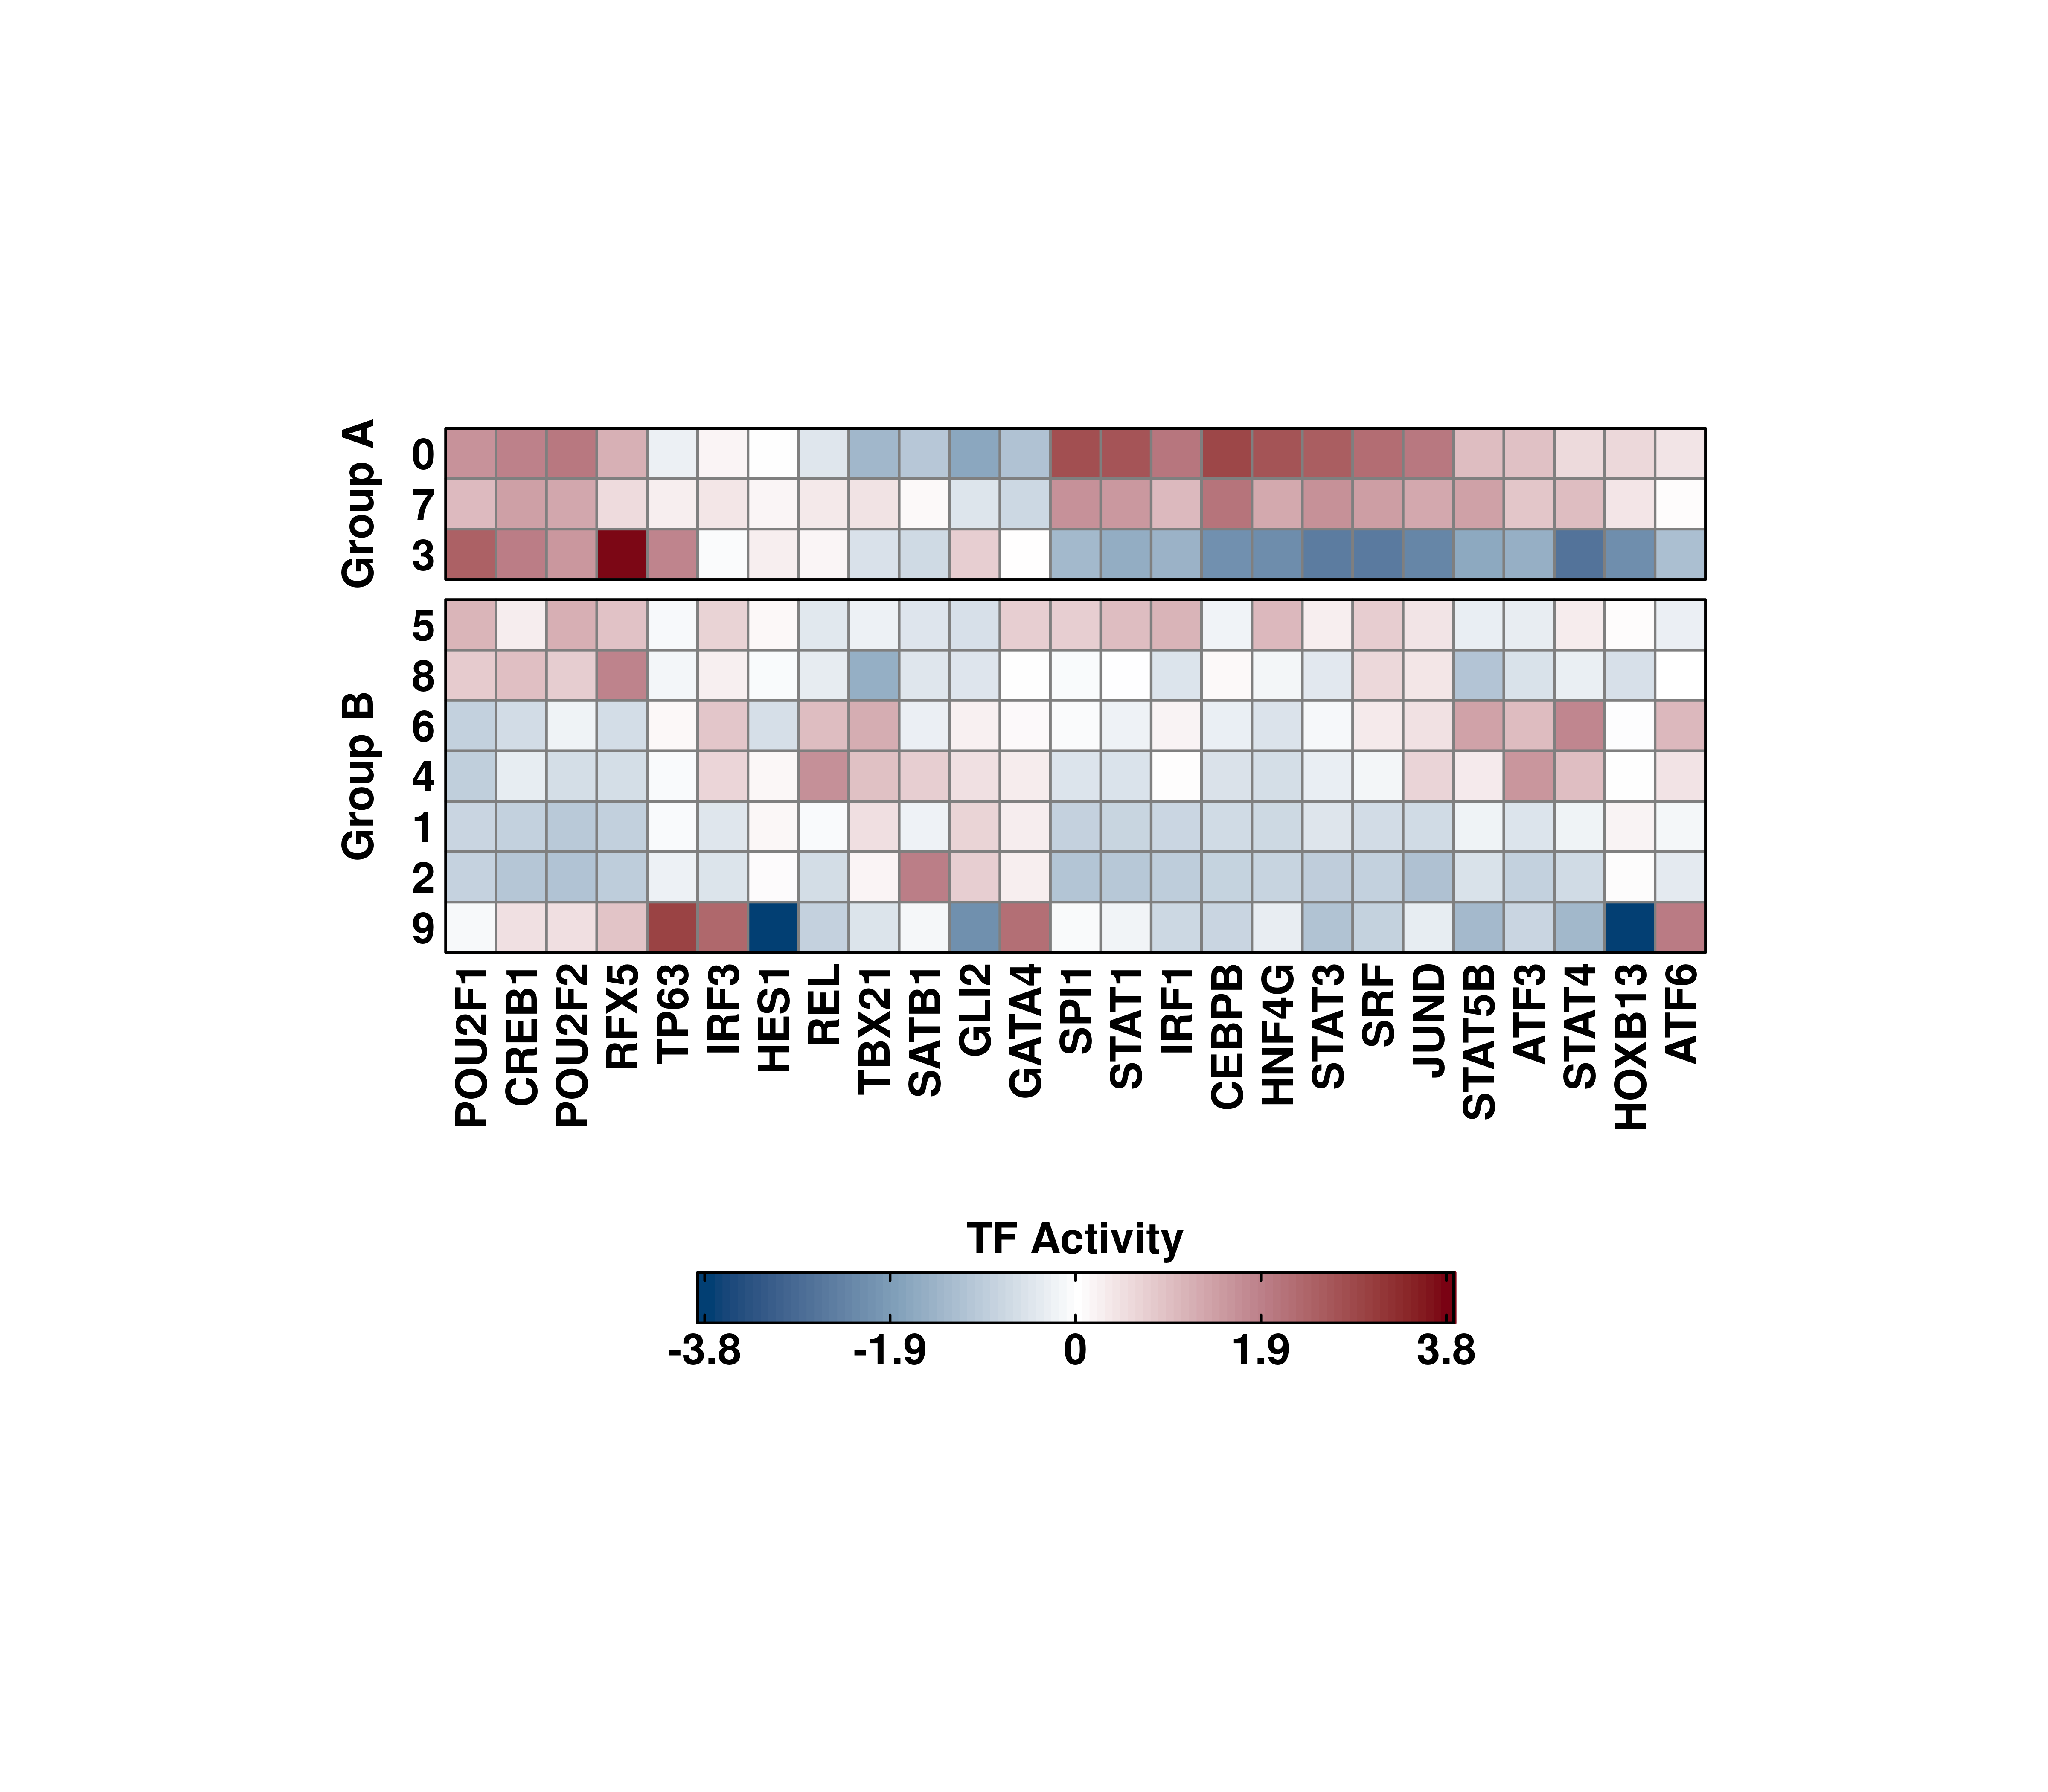 Group A
0
7
3
Group B
5
8
6
4
1
2
9
POU2F1
CREB1
POU2F2
RFX5
TP63
IRF3
HES1
REL
TBX21
SATB1
GLI2
GATA4
SPI1
STAT1
IRF1
CEBPB
HNF4G
STAT3
SRF
JUND
STAT5B
ATF3
STAT4
HOXB13
ATF6
TF Activity
-3.8 -1.9 0 1.9 3.8